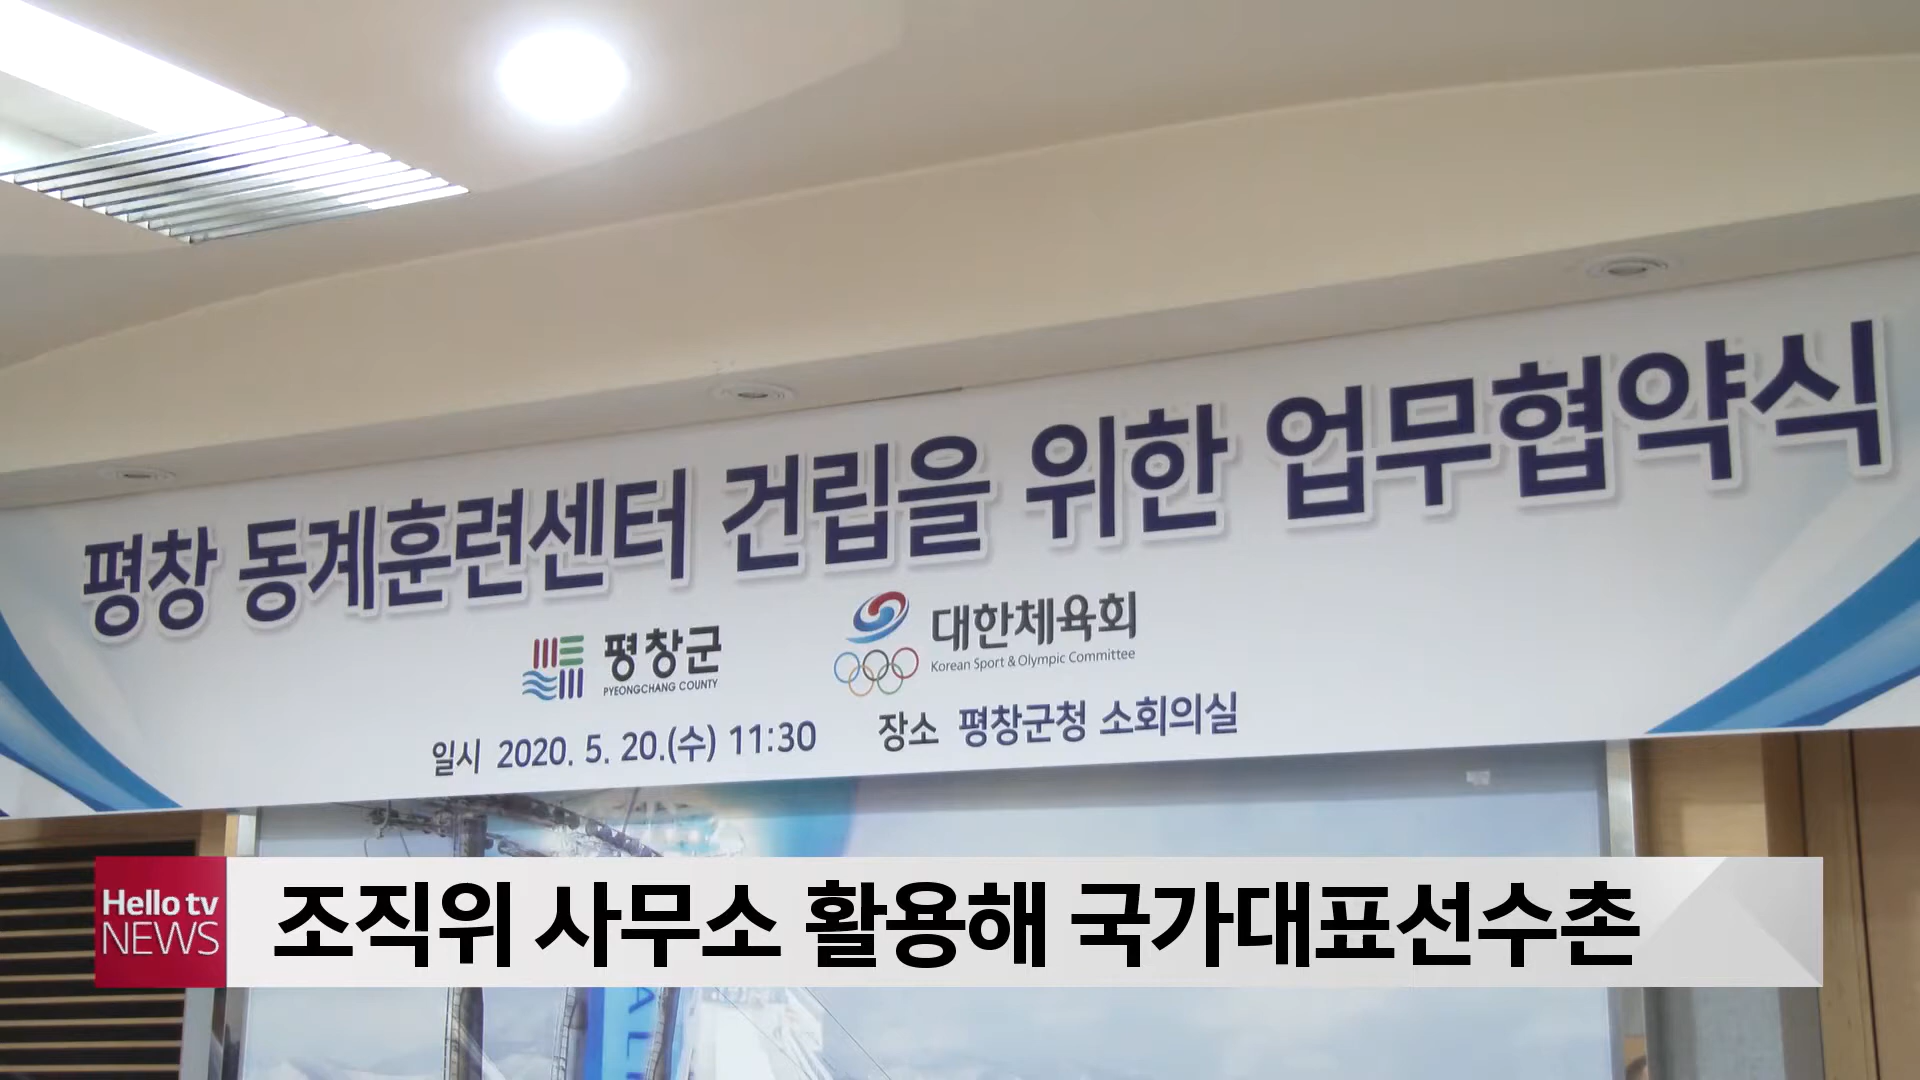 평창 동계훈련센터 건립을 위한 업무협약식
평창군
PYEONGCHANG COUNTY
대한체육회
Korean Sport & Olympic Committee
일시 2020. 5. 20.(수) 11:30 장소 평창군청 소회의실
Hello tv
NEWS
조직위 사무소 활용해 국가대표선수촌